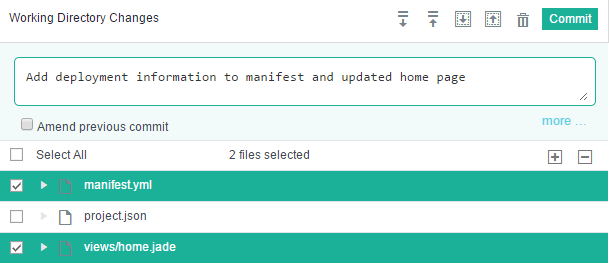 Working Directory Changes Commit
Add deployment information to manifest and updated home page
Amend previous commit more ...
Select All 2 files selected
manifest.yml
project.json
views/home.jade